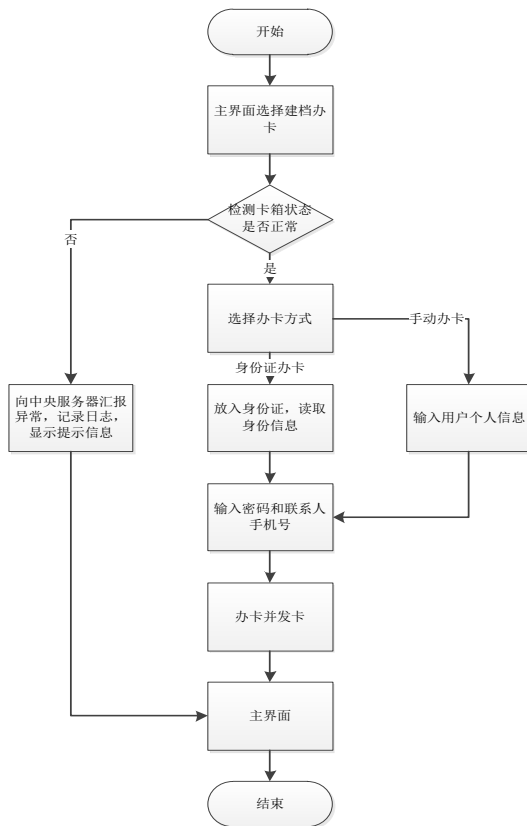 开始
主界面选择建档办
卡
检测卡箱状态
是否正常
否
是
选择办卡方式
手动办卡
身份证办卡
向中央服务器汇报
异常，记录日志，
显示提示信息
放入身份证，读取
身份信息
输入用户个人信息
输入密码和联系人
手机号
办卡并发卡
主界面
结束